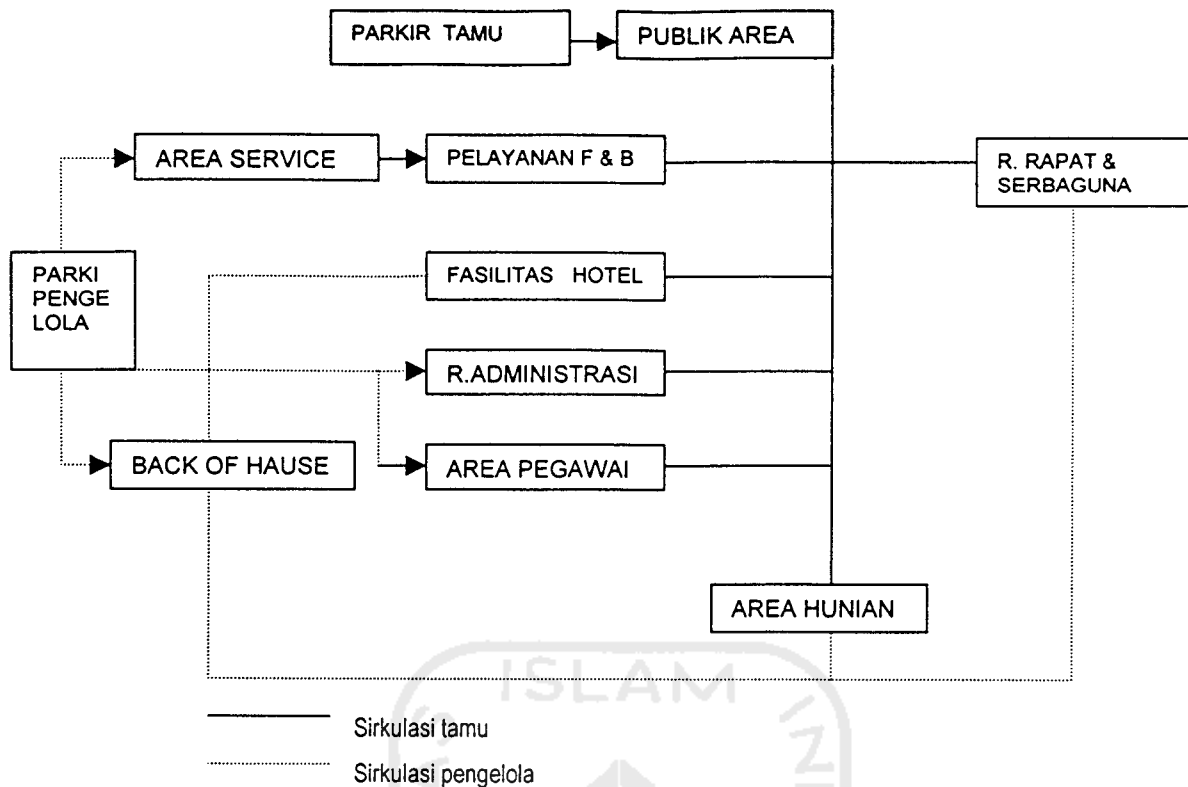 PARKIR TAMU
PUBLIK AREA
AREA SERVICE
PELAYANAN F & B
R. RAPAT &
SERBAGUNA
PARKI
PENGE
LOLA
FASILITAS HOTEL
R.ADMINISTRASI
BACK OF HAUSE
AREA PEGAWAI
AREA HUNIAN
ISLAM
Sirkulasi tamu
Sirkulasi pengelola